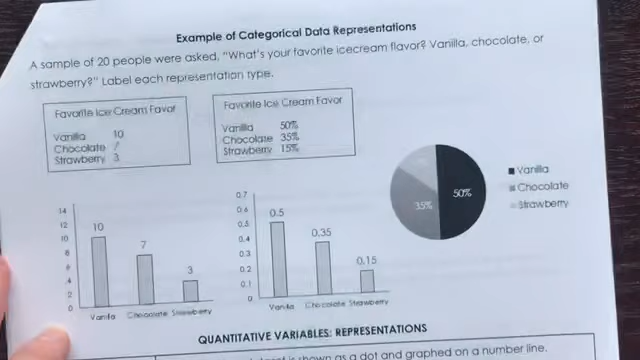 Example of Categorical Data Representations
A sample of 20 people were asked, "What's your favorite icecream flavor? Vanilla, chocolate, or
strawberry?" Label each representation type.
Favorite Ice Cream Favor
Vanilla 10
Chocolate 7
Strawberry 3
Favorite Ice Cream Favor
Vanilla 50%
Chocolate 35%
Strawberry 15%
50%
35%
Vanilla
Chocolate
Strawberry
14
12
10
8
6
4
2
0
10
7
3
Vanilla Chocolate Strawberry
0.7
0.6
0.5
0.4
0.3
0.2
0.1
0
0.5
0.35
0.15
Vanilla Chocolate Strawberry
QUANTITATIVE VARIABLES: REPRESENTATIONS
is shown as a dot and graphed on a number line.